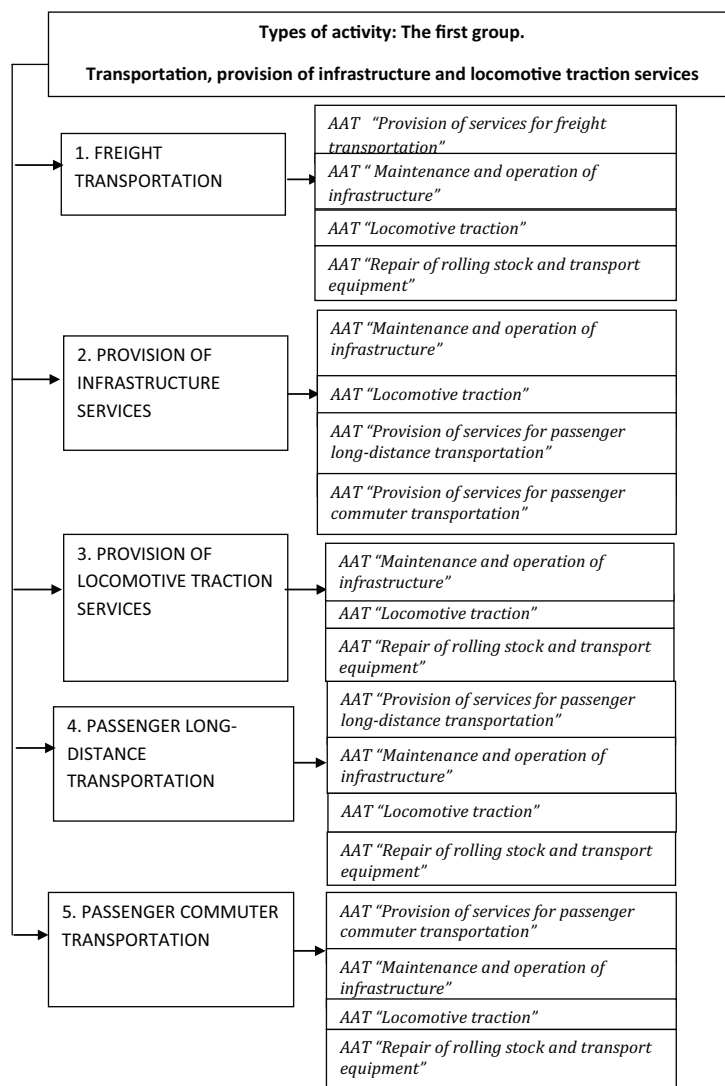 Types of activity: The first group.
Transportation, provision of infrastructure and locomotive traction services
1. FREIGHT
TRANSPORTATION
AAT “Provision of services for freight
transportation”
AAT “ Maintenance and operation of
infrastructure”
AAT “Locomotive traction”
AAT “Repair of rolling stock and transport
equipment”
2. PROVISION OF
INFRASTRUCTURE
SERVICES
AAT “Maintenance and operation of
infrastructure”
AAT “Locomotive traction”
AAT “Provision of services for passenger
long-distance transportation”
AAT “Provision of services for passenger
commuter transportation”
3. PROVISION OF
LOCOMOTIVE TRACTION
SERVICES
AAT “Maintenance and operation of
infrastructure”
AAT “Locomotive traction”
AAT “Repair of rolling stock and transport
equipment”
4. PASSENGER LONG-
DISTANCE
TRANSPORTATION
AAT “Provision of services for passenger
long-distance transportation”
AAT “Maintenance and operation of
infrastructure”
AAT “Locomotive traction”
AAT “Repair of rolling stock and transport
equipment”
5. PASSENGER COMMUTER
TRANSPORTATION
AAT “Provision of services for passenger
commuter transportation”
AAT “Maintenance and operation of
infrastructure”
AAT “Locomotive traction”
AAT “Repair of rolling stock and transport
equipment”